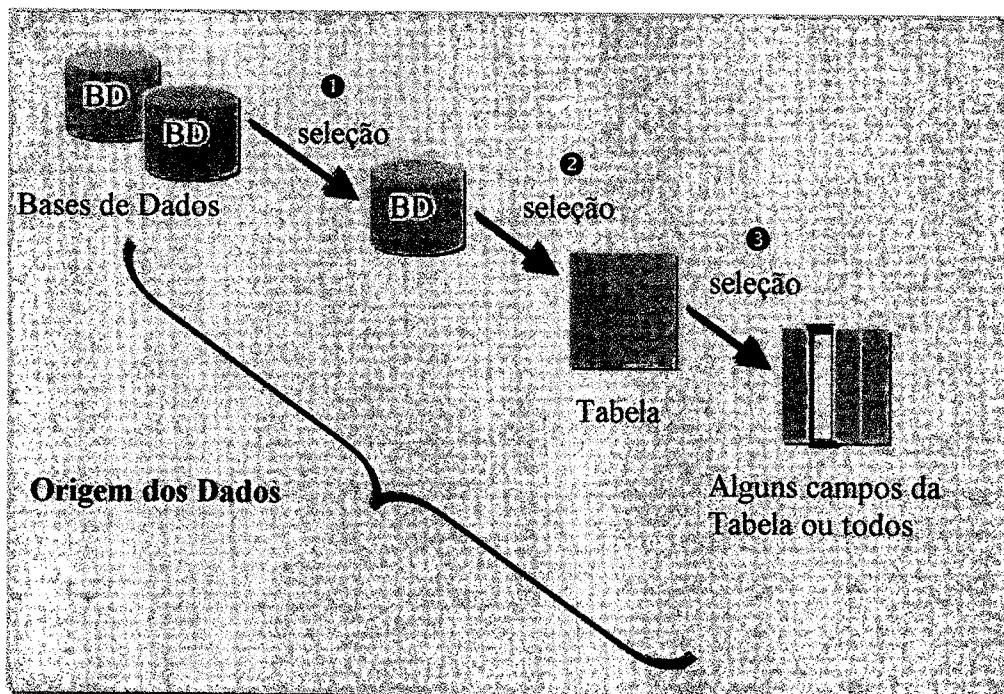 BD
BD
Bases de Dados
❶
seleção
BD
❷
seleção
Tabela
❸
seleção
Alguns campos da
Tabela ou todos
Origem dos Dados